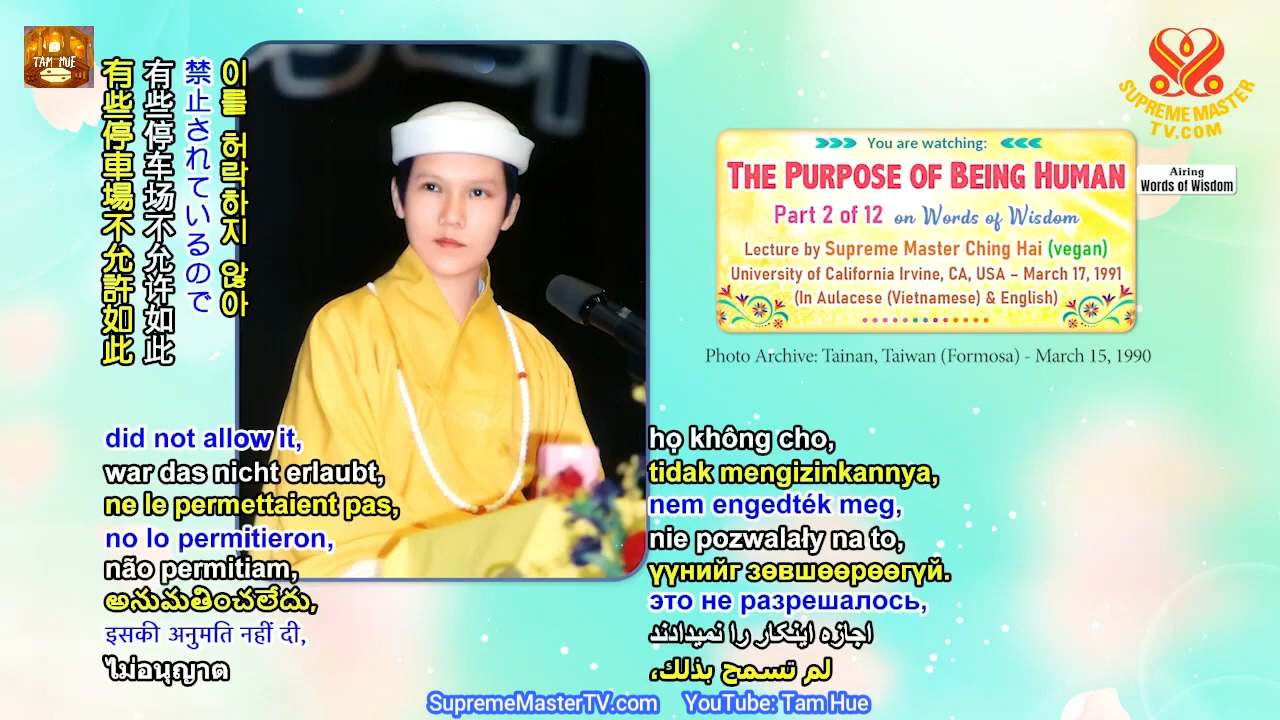 TAM HUE
有些停車場不允許如此
有些停车场不允许如此
禁止されているので
이를 허락하지 않아
SUPREME MASTER
TV.COM
You are watching:
THE PURPOSE OF BEING HUMAN
Part 2 of 12 on Words of Wisdom
Lecture by Supreme Master Ching Hai (vegan)
University of California Irvine, CA, USA – March 17, 1991
(In Aulacese (Vietnamese) & English)
Airing
Words of Wisdom
Photo Archive: Tainan, Taiwan (Formosa) - March 15, 1990
did not allow it,
war das nicht erlaubt,
ne le permettaient pas,
no lo permitieron,
não permitiam,
అనుమతించలేదు,
इसकी अनुमति नहीं दी,
ไม่อนุญาต
họ không cho,
tidak mengizinkannya,
nem engedték meg,
nie pozwalały na to,
үүнийг зөвшөөрөөгүй.
это не разрешалось,
اجازه اینکار را نمیدادند
لم تسمح بذلك،
SupremeMasterTV.com YouTube: Tam Hue